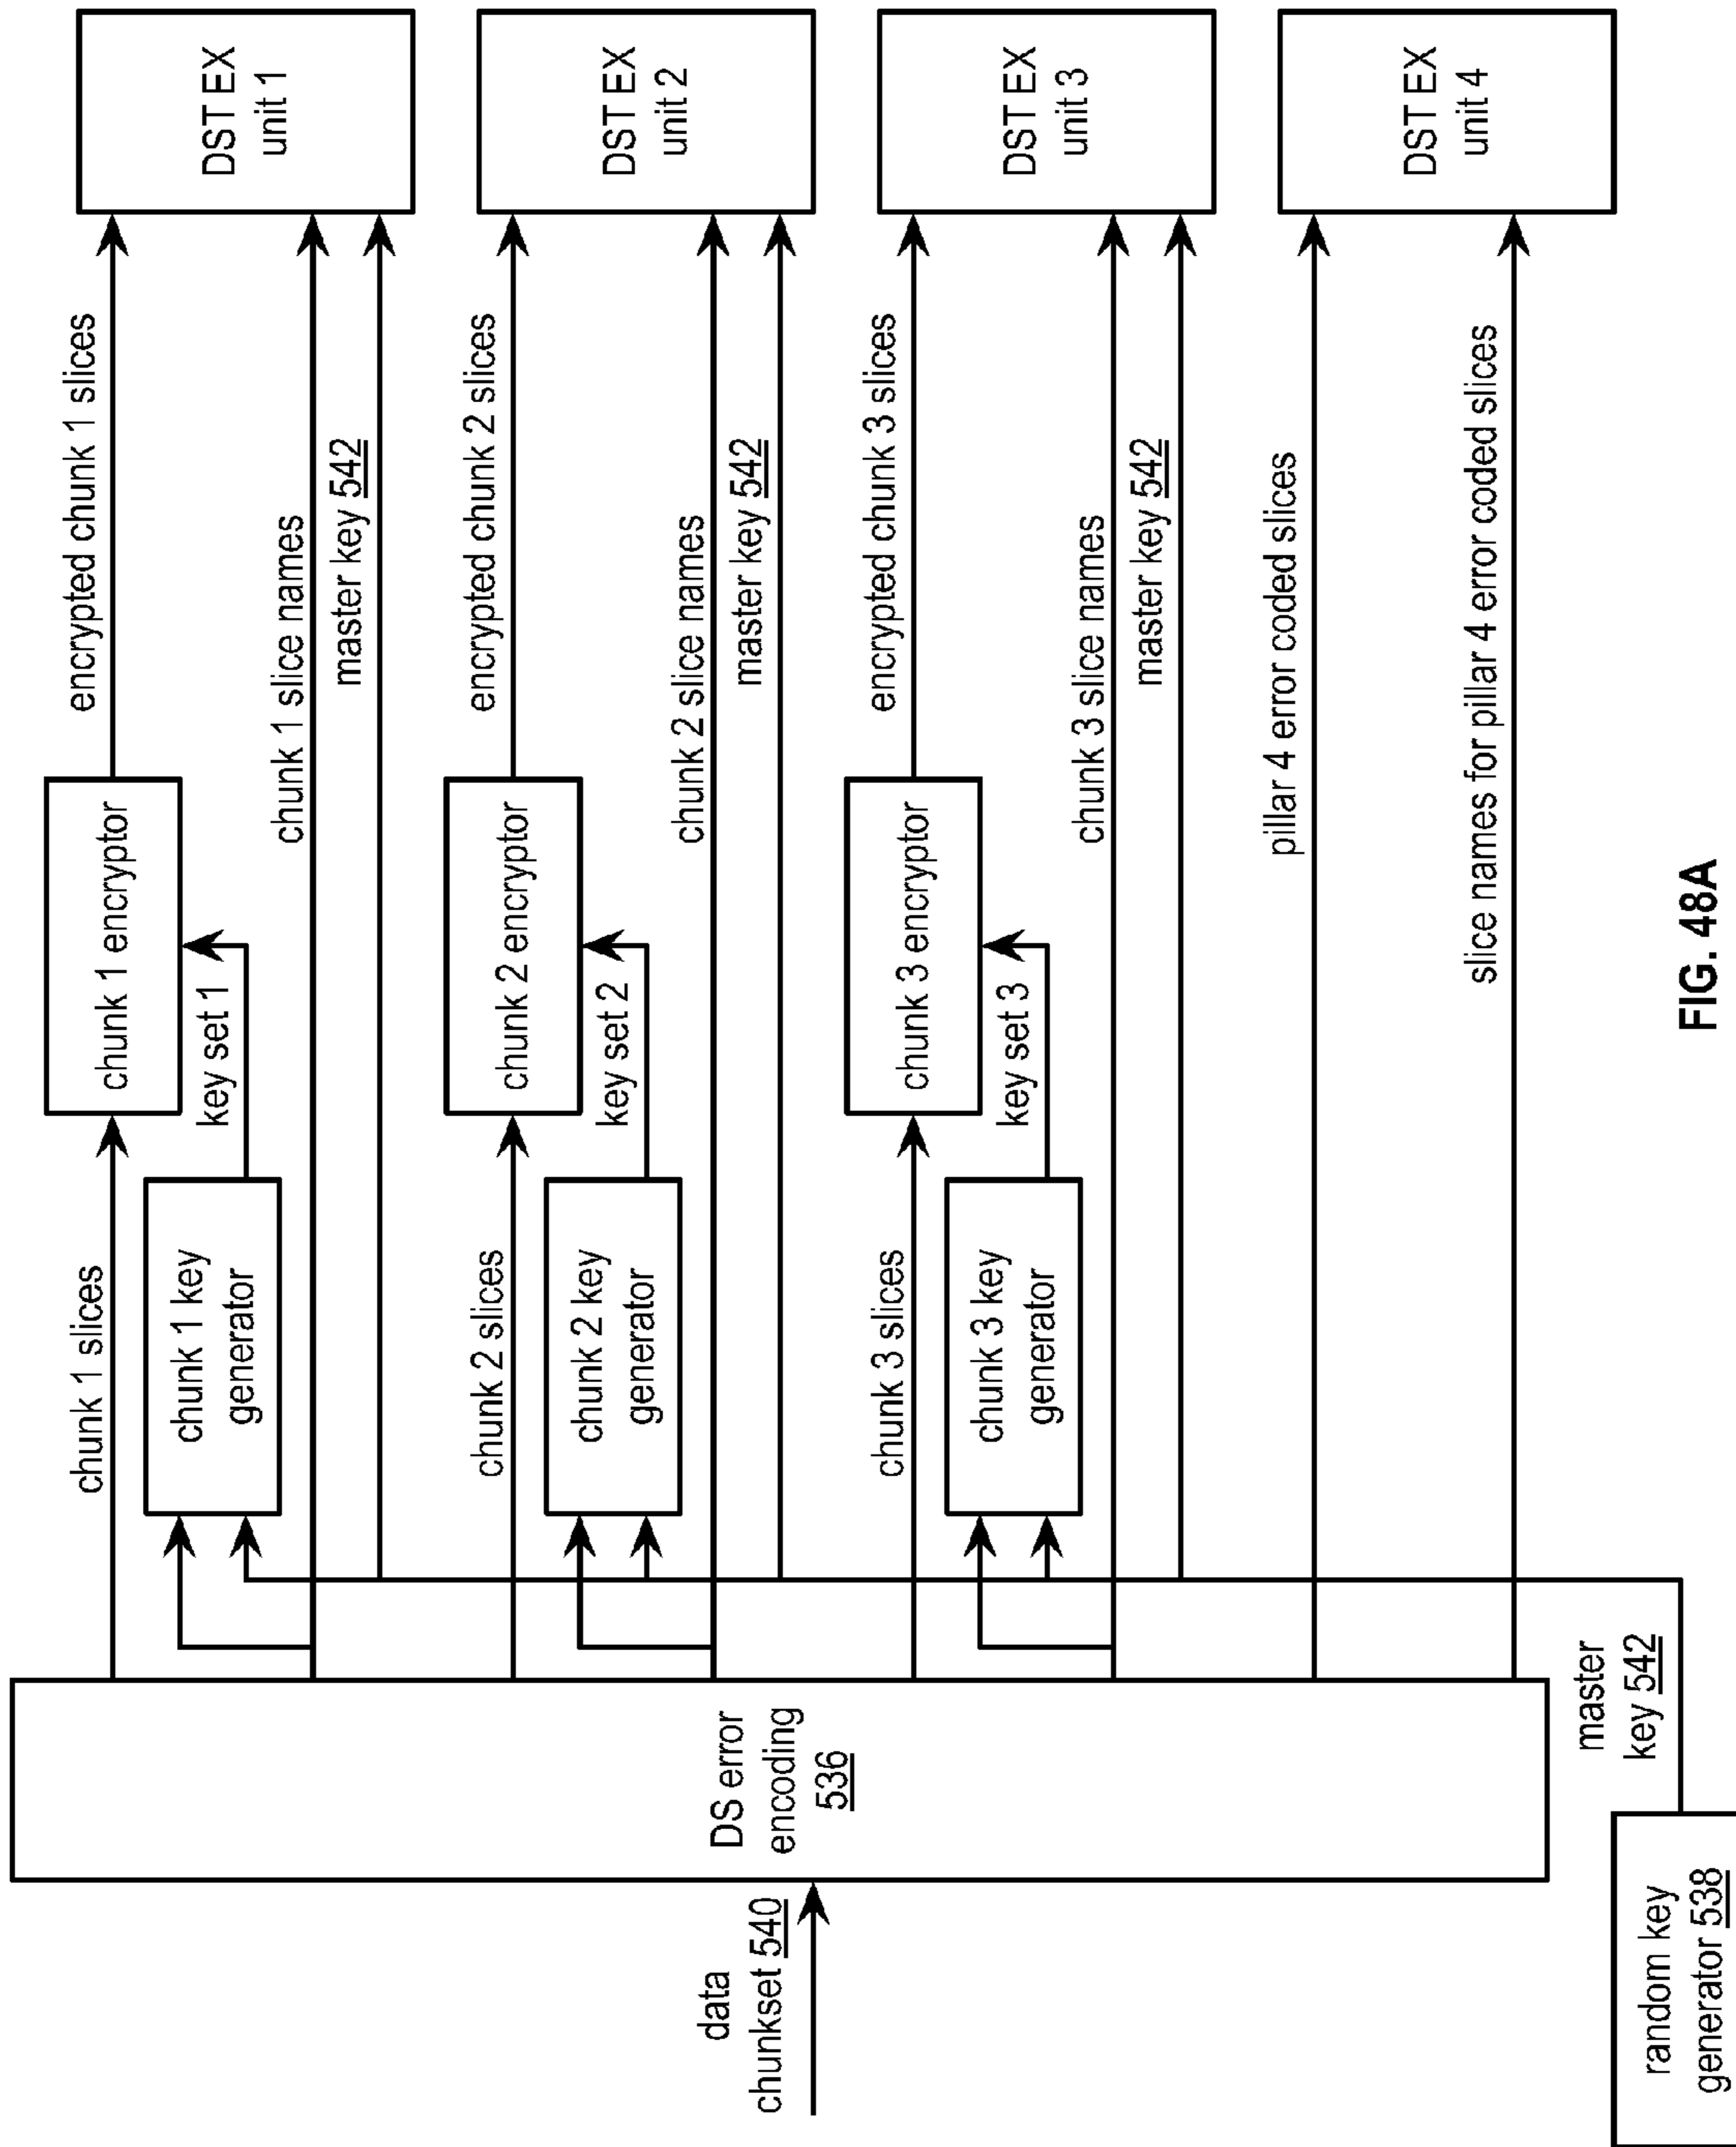 data
chunkset 540
DS error
encoding
536
random key
generator 538
master
key 542
chunk 1 slices
chunk 1 key
generator
key set 1
chunk 1 encryptor
encrypted chunk 1 slices
chunk 1 slice names
master key 542
DST EX
unit 1
chunk 2 slices
chunk 2 key
generator
key set 2
chunk 2 encryptor
encrypted chunk 2 slices
chunk 2 slice names
master key 542
DST EX
unit 2
chunk 3 slices
chunk 3 key
generator
key set 3
chunk 3 encryptor
encrypted chunk 3 slices
chunk 3 slice names
master key 542
DST EX
unit 3
pillar 4 error coded slices
slice names for pillar 4 error coded slices
DST EX
unit 4
FIG. 48A